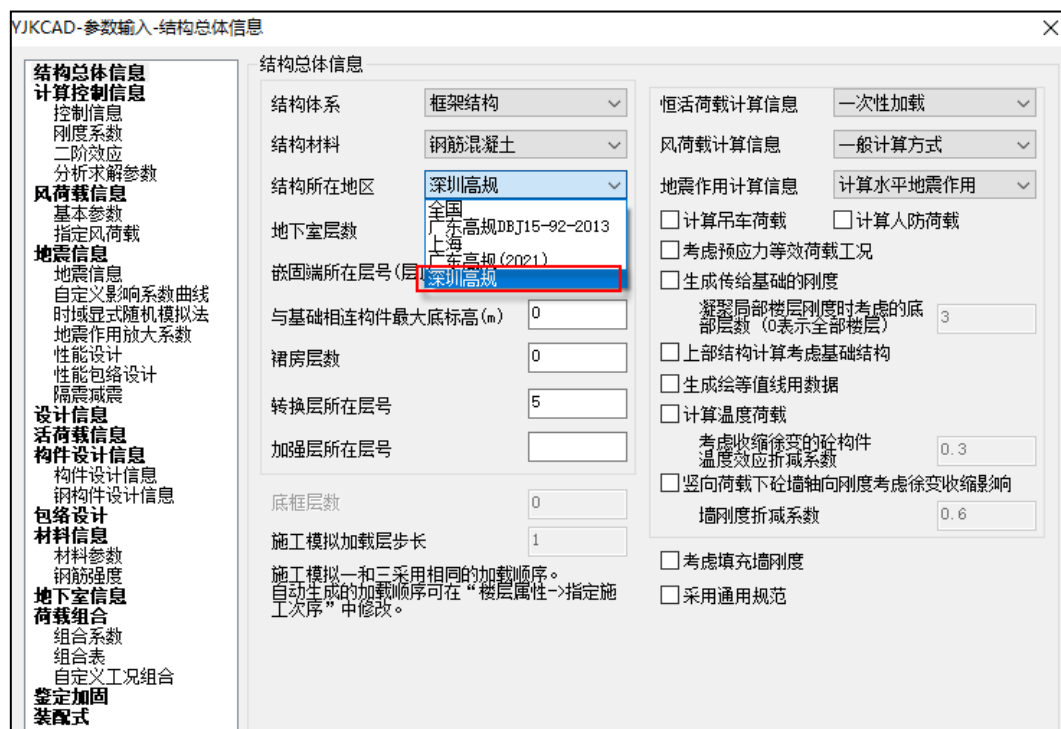 YJKCAD-参数输入-结构总体信息
结构总体信息
计算控制信息
控制信息
刚度系数
二阶效应
分析求解参数
风荷载信息
基本参数
指定风荷载
地震信息
地震信息
自定义影响系数曲线
时域显式随机模拟法
地震作用放大系数
性能设计
性能包络设计
隔震减震
设计信息
活荷载信息
构件设计信息
构件设计信息
钢构件设计信息
包络设计
材料信息
材料参数
钢筋强度
地下室信息
荷载组合
组合系数
组合表
自定义工况组合
鉴定加固
装配式
结构总体信息
结构体系 框架结构
结构材料 钢筋混凝土
结构所在地区 深圳高规
全国
广东高规DBJ15-92-2013
上海
广东高规(2021)
深圳高规
地下室层数
嵌固端所在层号(层
与基础相连构件最大底标高(m) 0
裙房层数 0
转换层所在层号 5
加强层所在层号
底框层数 0
施工模拟加载层步长 1
施工模拟一和三采用相同的加载顺序。
自动生成的加载顺序可在“楼层属性->指定施
工次序”中修改。
恒活荷载计算信息 一次性加载
风荷载计算信息 一般计算方式
地震作用计算信息 计算水平地震作用
计算吊车荷载 计算人防荷载
考虑预应力等效荷载工况
生成传给基础的刚度
凝聚局部楼层刚度时考虑的底
部层数(0表示全部楼层) 3
上部结构计算考虑基础结构
生成绘等值线用数据
计算温度荷载
考虑收缩徐变的砼构件
温度效应折减系数 0.3
竖向荷载下砼墙轴向刚度考虑徐变收缩影响
墙刚度折减系数 0.6
考虑填充墙刚度
采用通用规范